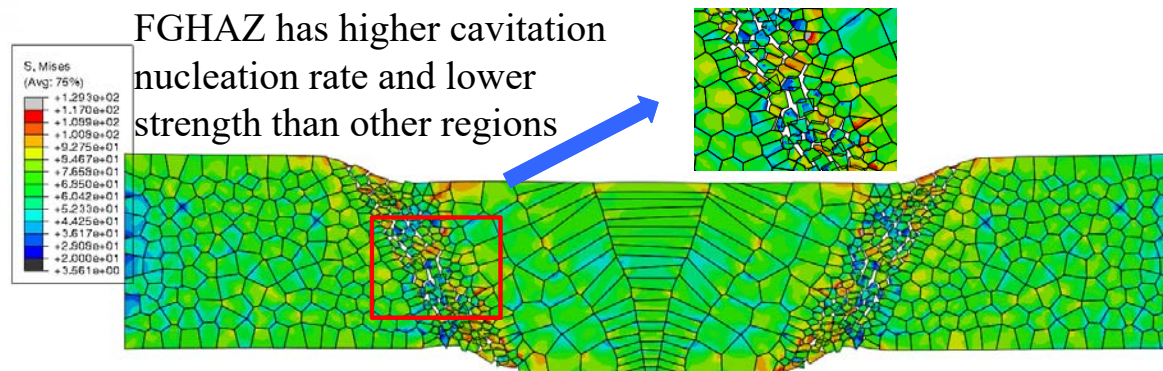 FGHAZ has higher cavitation
nucleation rate and lower
strength than other regions
S, Mises
(Avg: 75%)
+1.293e+02
+1.170e+02
+1.089e+02
+1.008e+02
+9.275e+01
+8.467e+01
+7.658e+01
+6.850e+01
+6.042e+01
+5.233e+01
+4.425e+01
+3.617e+01
+2.808e+01
+2.000e+01
+3.561e+00